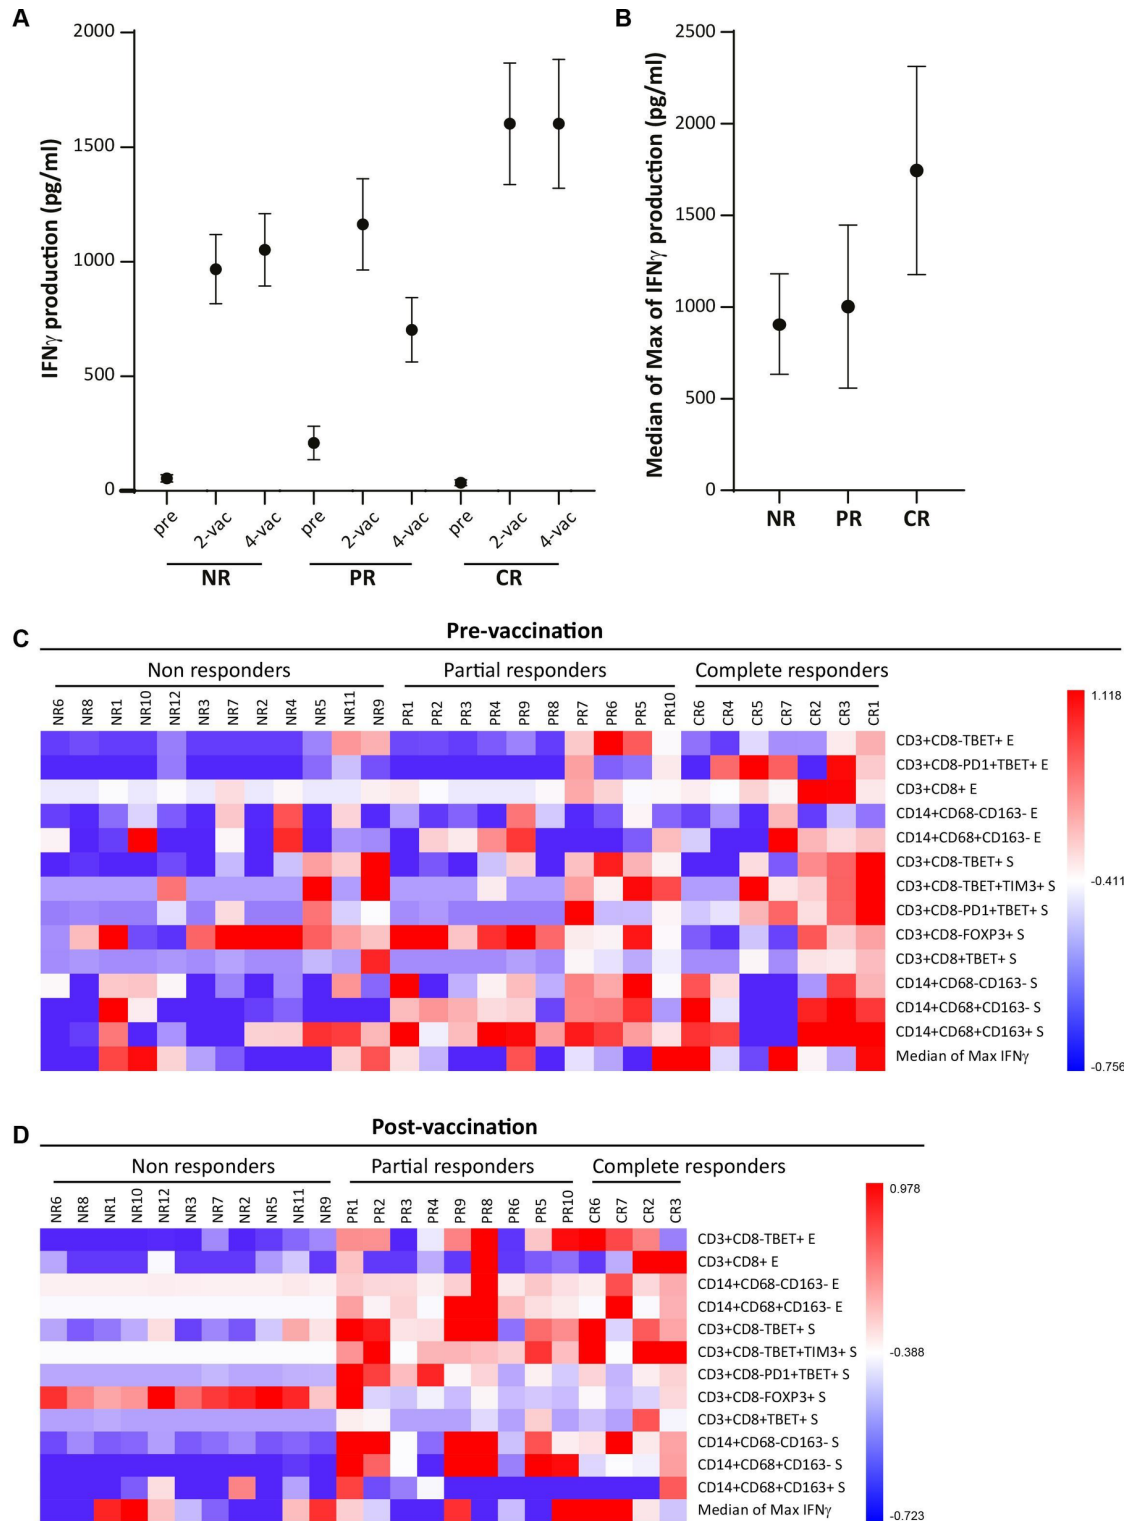 A
IFNγ production (pg/ml)
2000
1500
1000
500
0
pre
2-vac
4-vac
pre
2-vac
4-vac
pre
2-vac
4-vac
NR
PR
CR
B
Median of Max of IFNγ production (pg/ml)
2500
2000
1500
1000
500
0
NR
PR
CR
C
Pre-vaccination
Non responders
Partial responders
Complete responders
NR6
NR8
NR1
NR10
NR12
NR3
NR7
NR2
NR4
NR5
NR11
NR9
PR1
PR2
PR3
PR4
PR9
PR8
PR7
PR6
PR5
PR10
CR6
CR4
CR5
CR7
CR2
CR3
CR1
CD3+CD8-TBET+ E
CD3+CD8-PD1+TBET+ E
CD3+CD8+ E
CD14+CD68-CD163- E
CD14+CD68+CD163- E
CD3+CD8-TBET+ S
CD3+CD8-TBET+TIM3+ S
CD3+CD8-PD1+TBET+ S
CD3+CD8-FOXP3+ S
CD3+CD8+TBET+ S
CD14+CD68-CD163- S
CD14+CD68+CD163- S
CD14+CD68+CD163+ S
Median of Max IFNγ
1.118
-0.411
-0.756
D
Post-vaccination
Non responders
Partial responders
Complete responders
NR6
NR8
NR1
NR10
NR12
NR3
NR7
NR2
NR5
NR11
NR9
PR1
PR2
PR3
PR4
PR9
PR8
PR6
PR5
PR10
CR6
CR7
CR2
CR3
CD3+CD8-TBET+ E
CD3+CD8+ E
CD14+CD68-CD163- E
CD14+CD68+CD163- E
CD3+CD8-TBET+ S
CD3+CD8-TBET+TIM3+ S
CD3+CD8-PD1+TBET+ S
CD3+CD8-FOXP3+ S
CD3+CD8+TBET+ S
CD14+CD68-CD163- S
CD14+CD68+CD163- S
CD14+CD68+CD163+ S
Median of Max IFNγ
0.978
-0.388
-0.723